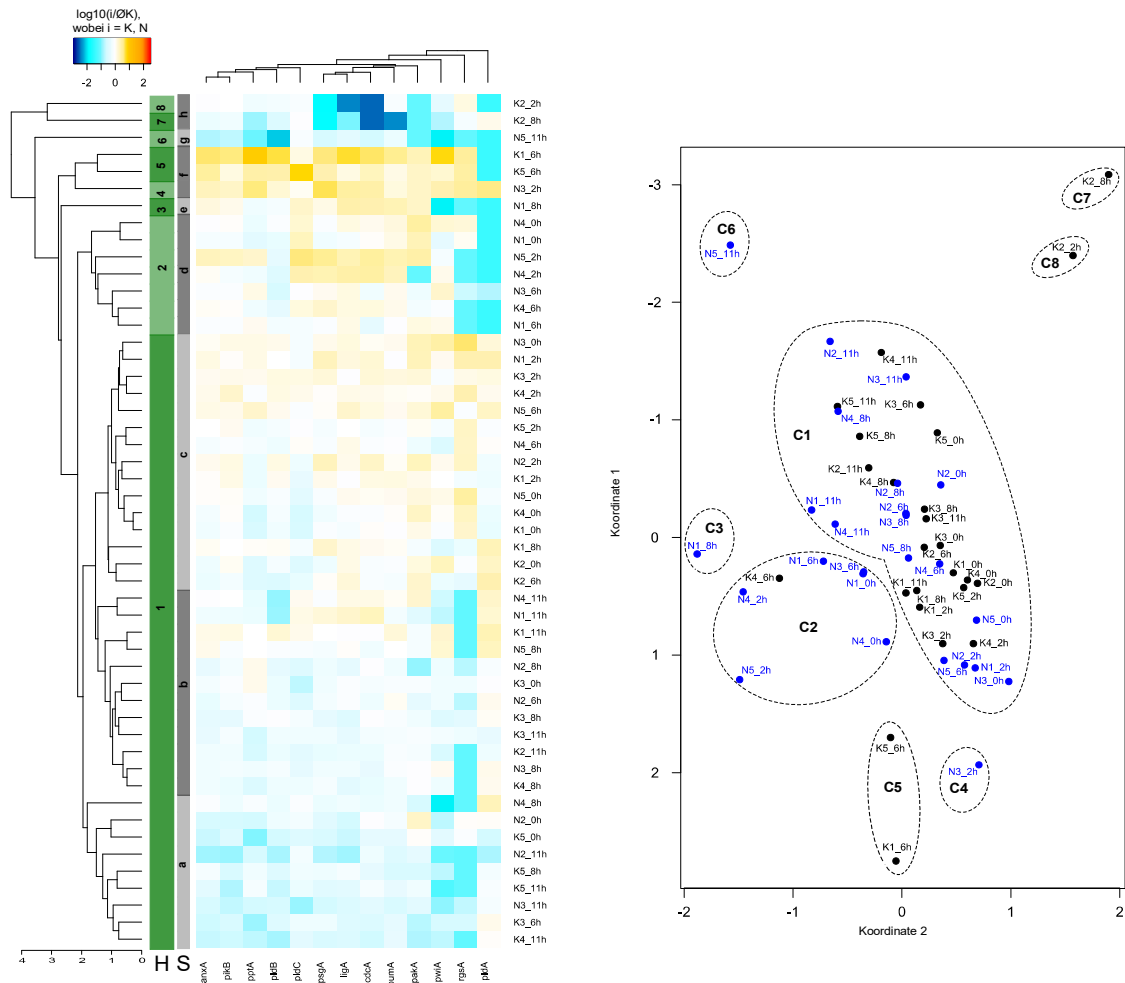 log10(i/ØK),
wobei i = K, N
-2 0 2
K2_2h
K2_8h
N5_11h
K1_6h
K5_6h
N3_2h
N1_8h
N4_0h
N1_0h
N5_2h
N4_2h
N3_6h
K4_6h
N1_6h
N3_0h
N1_2h
K3_2h
K4_2h
N5_6h
K5_2h
N4_6h
N2_2h
K1_2h
N5_0h
K4_0h
K1_0h
K1_8h
K2_0h
K2_6h
N4_11h
N1_11h
K1_11h
N5_8h
N2_8h
K3_0h
N2_6h
K3_8h
K3_11h
K2_11h
N3_8h
K4_8h
N4_8h
N2_0h
K5_0h
N2_11h
K5_8h
K5_11h
N3_11h
K3_6h
K4_11h
8
7
6
5
4
3
2
1
h
g
f
e
d
c
b
a
4 3 2 1 0
H S
anxA pikB pptA pldB pldC psgA ligA cdcA pumA pakA pwiA rgsA pldA
-3
-2
-1
0
1
2
Koordinate 1
K2_8h
C7
C6
N5_11h
K2_2h
C8
N2_11h
K4_11h
N3_11h
K5_11h
K3_6h
N4_8h
C1
K5_8h
K5_0h
K2_11h
N2_0h
K4_8h
N2_8h
N1_11h
K3_8h
N2_6h
K3_11h
N3_8h
N4_11h
C3
N1_8h
K3_0h
N5_8h
K2_6h
N1_6h
N3_6h
N4_6h
K1_0h
K4_6h
N1_0h
K4_0h
K2_0h
K1_11h
K5_2h
N4_2h
K1_8h
K1_2h
C2
N5_0h
N4_0h
K3_2h
K4_2h
N2_2h
N5_6h
N1_2h
N5_2h
N3_0h
K5_6h
N3_2h
C5
C4
K1_6h
-2 -1 0 1 2
Koordinate 2